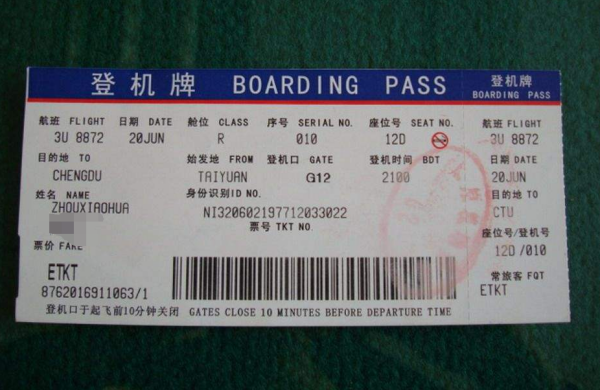 登机牌 BOARDING PASS
登机牌
BOARDING PASS
航班 FLIGHT 日期 DATE 舱位 CLASS 序号 SERIAL NO. 座位号 SEAT NO.
3U 8872 20JUN R 010 12D
目的地 TO 始发地 FROM 登机口 GATE 登机时间 BDT
CHENGDU TAIYUAN G12 2100
姓名 NAME 身份识别ID NO.
ZHOUXIAOHUA NI320602197712033022
票号 TKT NO.
票价 FARE
ETKT
8762016911063/1
登机口于起飞前10分钟关闭 GATES CLOSE 10 MINUTES BEFORE DEPARTURE TIME
航班 FLIGHT
3U 8872
日期 DATE
20JUN
目的地 TO
CTU
座位号/登机号
12D/010
常旅客 FQT
ETKT